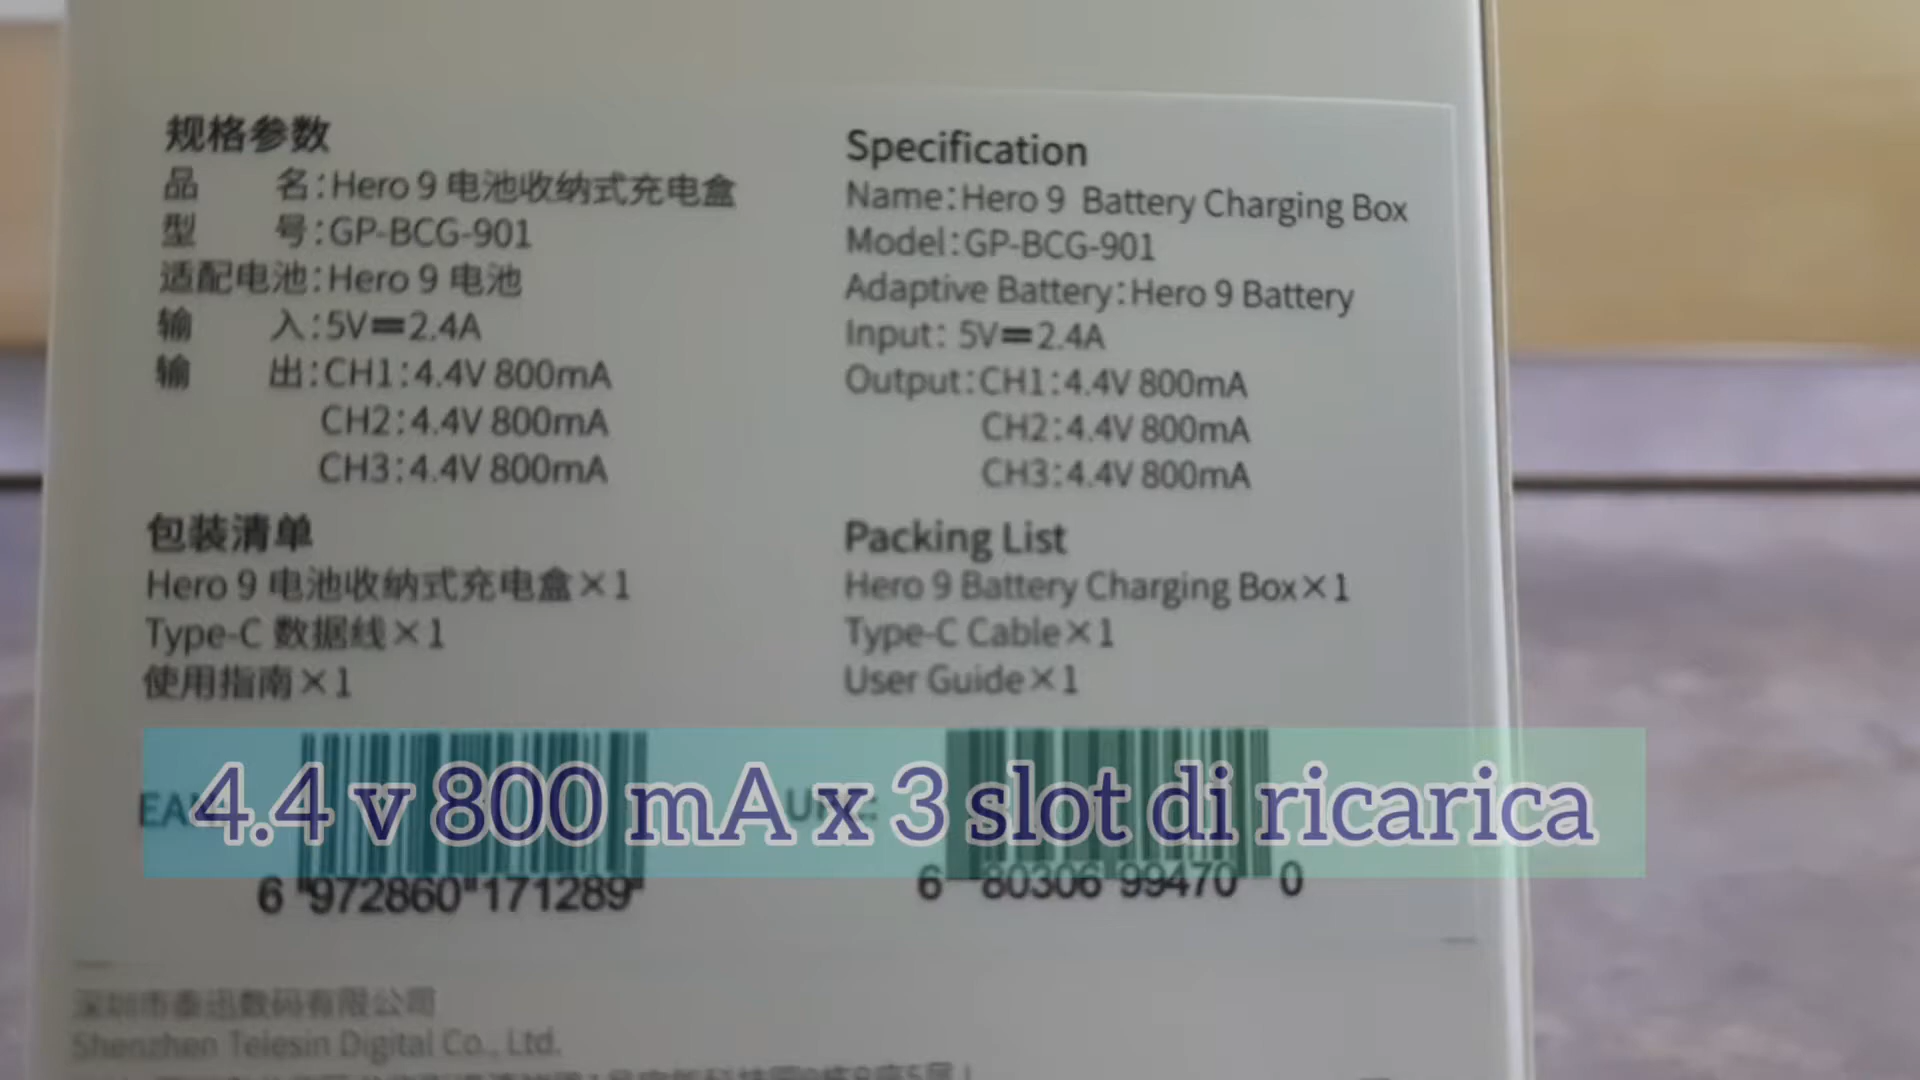 规格参数
品 名:Hero 9 电池收纳式充电盒
型 号:GP-BCG-901
适配电池:Hero 9 电池
输 入:5V⎓2.4A
输 出:CH1:4.4V 800mA
CH2:4.4V 800mA
CH3:4.4V 800mA
包装清单
Hero 9 电池收纳式充电盒×1
Type-C 数据线×1
使用指南×1
Specification
Name:Hero 9 Battery Charging Box
Model:GP-BCG-901
Adaptive Battery:Hero 9 Battery
Input: 5V⎓2.4A
Output:CH1:4.4V 800mA
CH2:4.4V 800mA
CH3:4.4V 800mA
Packing List
Hero 9 Battery Charging Box×1
Type-C Cable×1
User Guide×1
4.4 v 800 mA x 3 slot di ricarica
6 972860 171289
6 80306 99470 0
深圳市泰迅数码有限公司
Shenzhen Telesin Digital Co., Ltd.